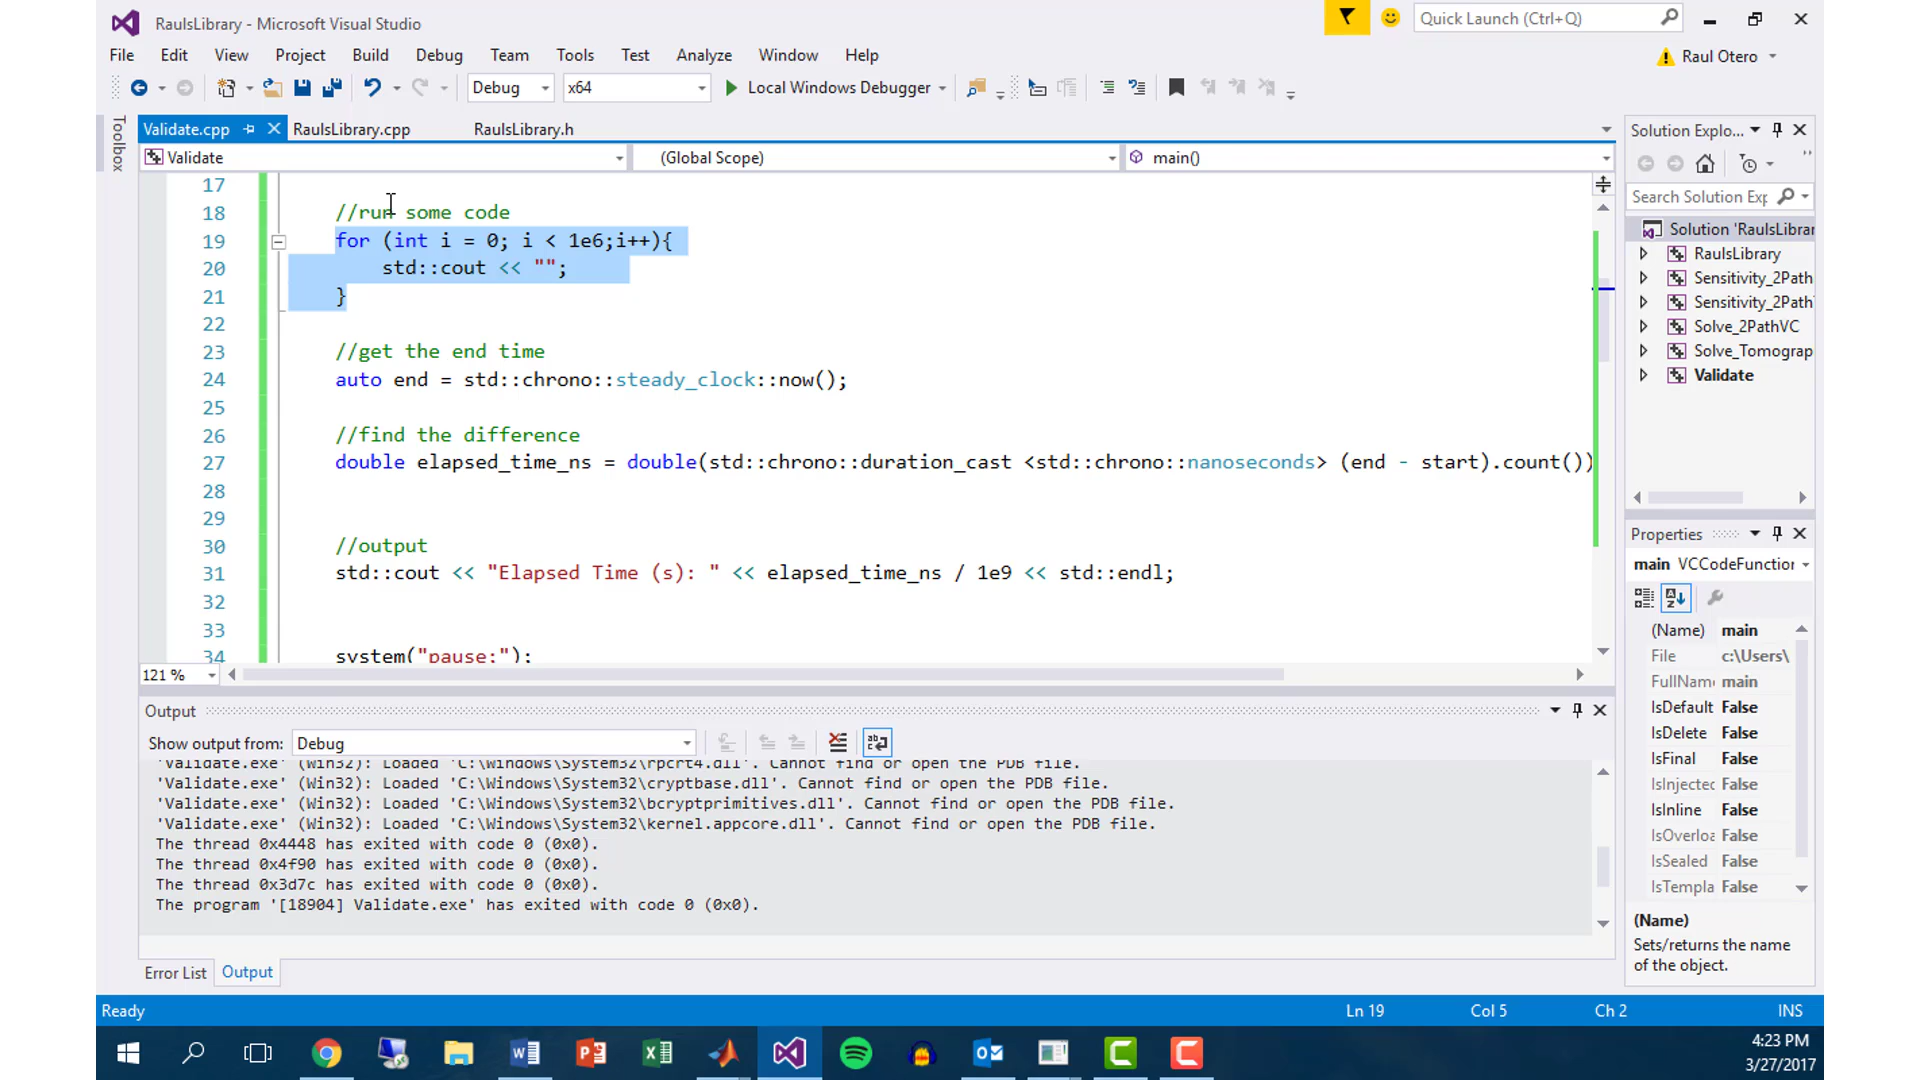 RaulsLibrary - Microsoft Visual Studio
Quick Launch (Ctrl+Q)
File Edit View Project Build Debug Team Tools Test Analyze Window Help
Raul Otero
Debug x64 Local Windows Debugger
Toolbox
Validate.cpp RaulsLibrary.cpp RaulsLibrary.h
Validate (Global Scope) main()
17
18 //run some code
19 for (int i = 0; i < 1e6;i++){
20 std::cout << "";
21 }
22
23 //get the end time
24 auto end = std::chrono::steady_clock::now();
25
26 //find the difference
27 double elapsed_time_ns = double(std::chrono::duration_cast <std::chrono::nanoseconds> (end - start).count())
28
29
30 //output
31 std::cout << "Elapsed Time (s): " << elapsed_time_ns / 1e9 << std::endl;
32
33
34 system("pause;");
121 %
Output
Show output from: Debug
'Validate.exe' (Win32): Loaded 'C:\Windows\System32\rpcrt4.dll'. Cannot find or open the PDB file.
'Validate.exe' (Win32): Loaded 'C:\Windows\System32\cryptbase.dll'. Cannot find or open the PDB file.
'Validate.exe' (Win32): Loaded 'C:\Windows\System32\bcryptprimitives.dll'. Cannot find or open the PDB file.
'Validate.exe' (Win32): Loaded 'C:\Windows\System32\kernel.appcore.dll'. Cannot find or open the PDB file.
The thread 0x4448 has exited with code 0 (0x0).
The thread 0x4f90 has exited with code 0 (0x0).
The thread 0x3d7c has exited with code 0 (0x0).
The program '[18904] Validate.exe' has exited with code 0 (0x0).
Error List Output
Solution Explo...
Search Solution Exp
Solution 'RaulsLibrar
RaulsLibrary
Sensitivity_2Path
Sensitivity_2Path
Solve_2PathVC
Solve_Tomograp
Validate
Properties
main VCCodeFunction
(Name) main
File c:\Users\
FullName main
IsDefault False
IsDelete False
IsFinal False
IsInjected False
IsInline False
IsOverloa False
IsSealed False
IsTempla False
(Name)
Sets/returns the name
of the object.
Ready Ln 19 Col 5 Ch 2 INS
4:23 PM
3/27/2017